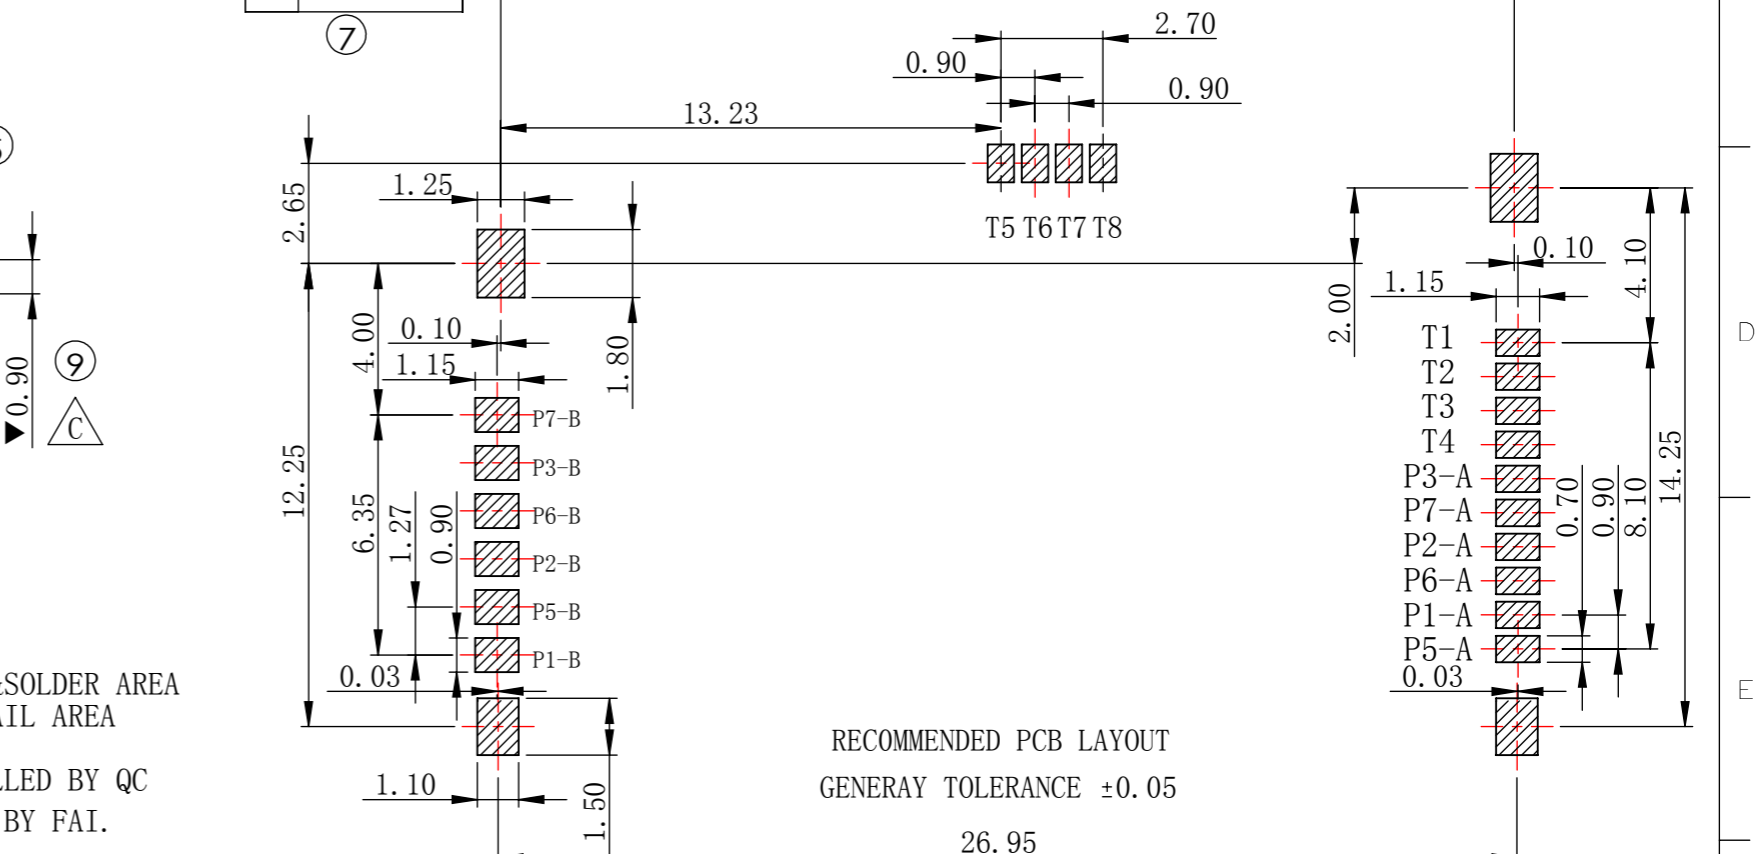 7
2.70
0.90
0.90
13.23
2.65
1.25
T5 T6 T7 T8
0.10
4.10
1.15
2.00
0.90
9
C
4.00
0.10
1.15
1.80
T1
T2
T3
T4
P3-A
P7-A
P2-A
P6-A
P1-A
P5-A
P7-B
P3-B
P6-B
P2-B
P5-B
P1-B
12.25
6.35
1.27
0.90
0.70
0.90
8.10
14.25
D
E
0.03
0.03
SOLDER AREA
AIL AREA
LLED BY QC
BY FAI.
1.10
1.50
RECOMMENDED PCB LAYOUT
GENERAY TOLERANCE ±0.05
26.95